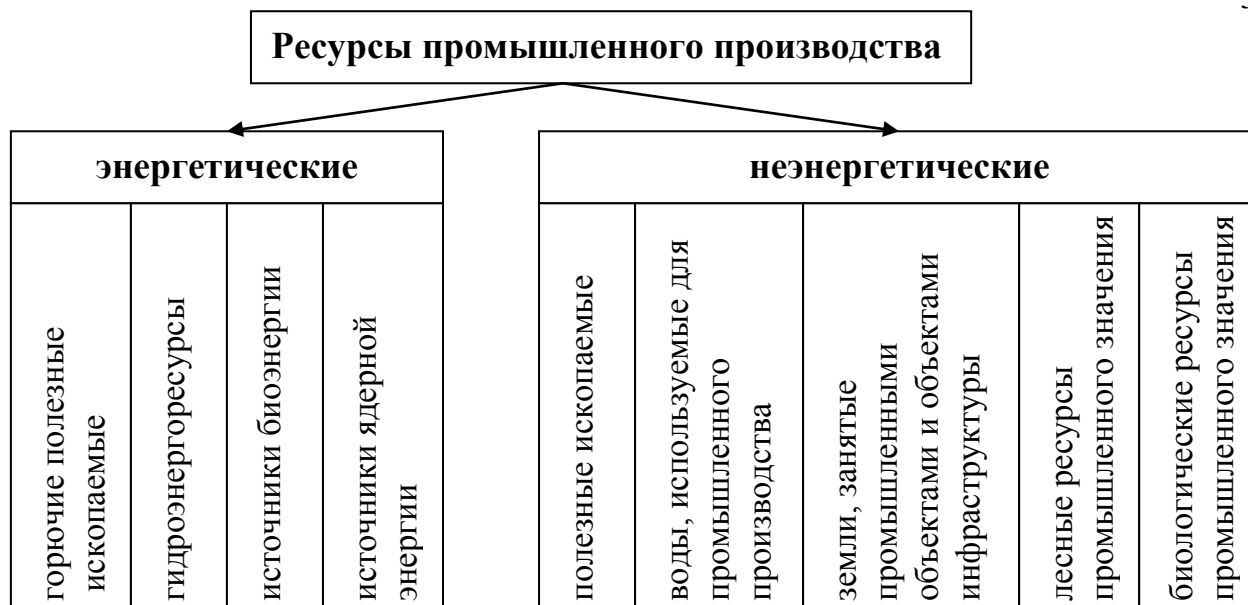 Ресурсы промышленного производства
энергетические
неэнергетические
горючие полезные
ископаемые
гидроэнергоресурсы
источники биоэнергии
источники ядерной
энергии
полезные ископаемые
воды, используемые для
промышленного
производства
земли, занятые
промышленными
объектами и объектами
инфраструктуры
лесные ресурсы
промышленного значения
биологические ресурсы
промышленного значения